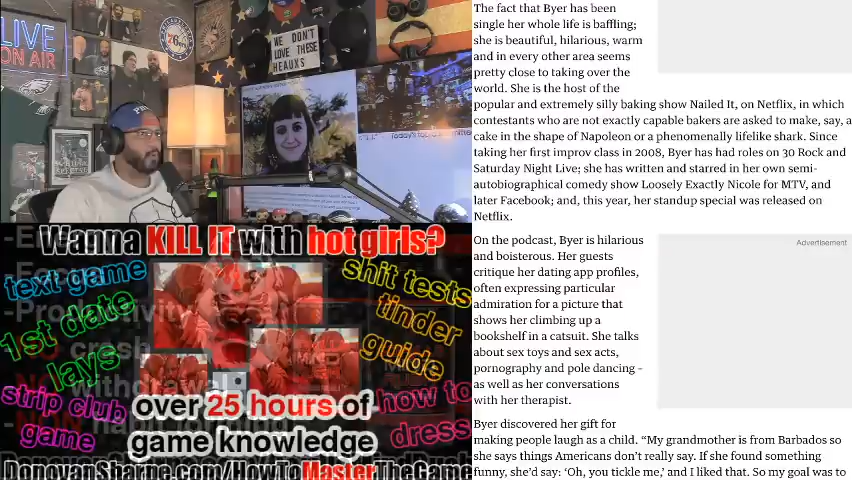 LIVE
ON AIR
WE DON'T
LOVE THESE
HEAUXS
Wanna KILL IT with hot girls?
text game
shit tests
1st date
lays
tinder
guide
strip club
game
how to
dress
over 25 hours of
game knowledge
DonovanSharpe.com/HowToMasterTheGame
The fact that Byer has been
single her whole life is baffling;
she is beautiful, hilarious, warm
and in every other area seems
pretty close to taking over the
world. She is the host of the
popular and extremely silly baking show Nailed It, on Netflix, in which
contestants who are not exactly capable bakers are asked to make, say, a
cake in the shape of Napoleon or a phenomenally lifelike shark. Since
taking her first improv class in 2008, Byer has had roles on 30 Rock and
Saturday Night Live; she has written and starred in her own semi-
autobiographical comedy show Loosely Exactly Nicole for MTV, and
later Facebook; and, this year, her standup special was released on
Netflix.
On the podcast, Byer is hilarious
and boisterous. Her guests
critique her dating app profiles,
often expressing particular
admiration for a picture that
shows her climbing up a
bookshelf in a catsuit. She talks
about sex toys and sex acts,
pornography and pole dancing –
as well as her conversations
with her therapist.
Advertisement
Byer discovered her gift for
making people laugh as a child. “My grandmother is from Barbados so
she says things Americans don’t really say. If she found something
funny, she’d say: ‘Oh, you tickle me,’ and I liked that. So my goal was to